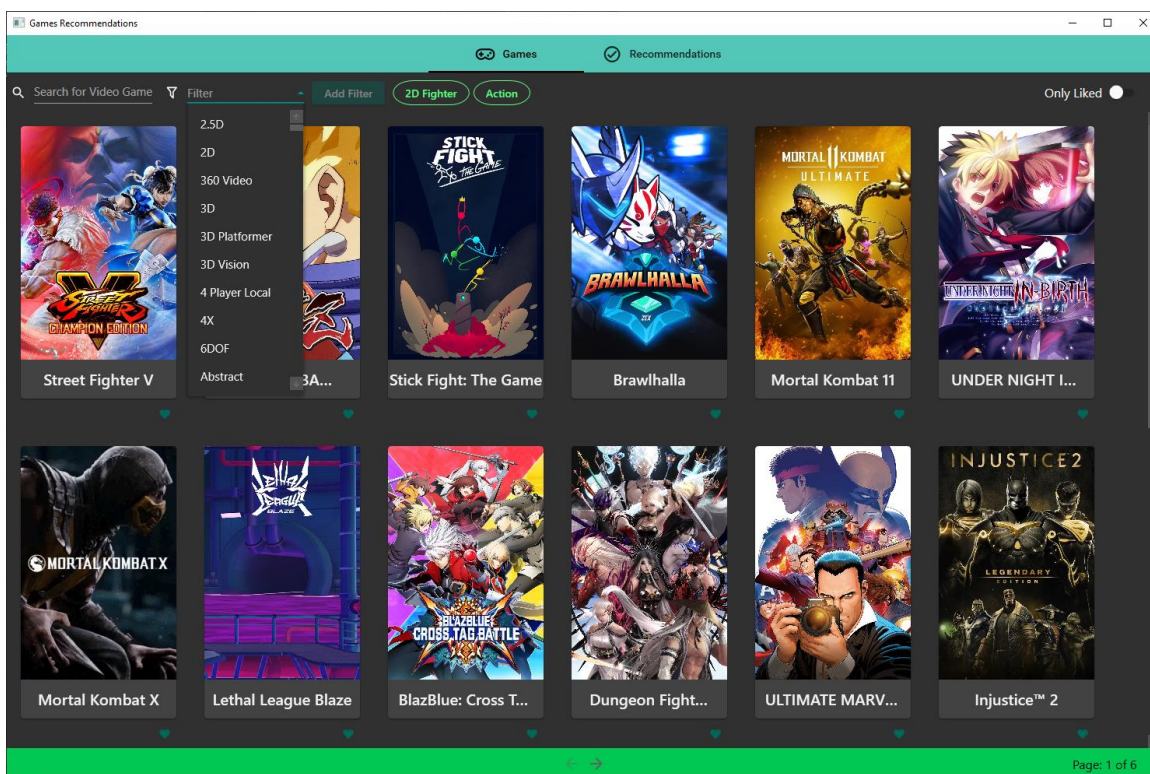 Games Recommendations
Games
Recommendations
Search for Video Game
Filter
Add Filter
2D Fighter
Action
Only Liked
2.5D
2D
360 Video
3D
3D Platformer
3D Vision
4 Player Local
4X
6DOF
Abstract
STREET FIGHTER
V
CHAMPION EDITION
STICK FIGHT
THE GAME
BRAWLHALLA
MORTAL KOMBAT
11
ULTIMATE
UNDER NIGHT IN-BIRTH
Street Fighter V
BA...
Stick Fight: The Game
Brawlhalla
Mortal Kombat 11
UNDER NIGHT I...
MORTAL KOMBAT X
LETHAL LEAGUE
BLAZE
BLAZBLUE
CROSS TAG BATTLE
INJUSTICE 2
LEGENDARY
EDITION
Mortal Kombat X
Lethal League Blaze
BlazBlue: Cross T...
Dungeon Fight...
ULTIMATE MARV...
Injustice™ 2
Page: 1 of 6